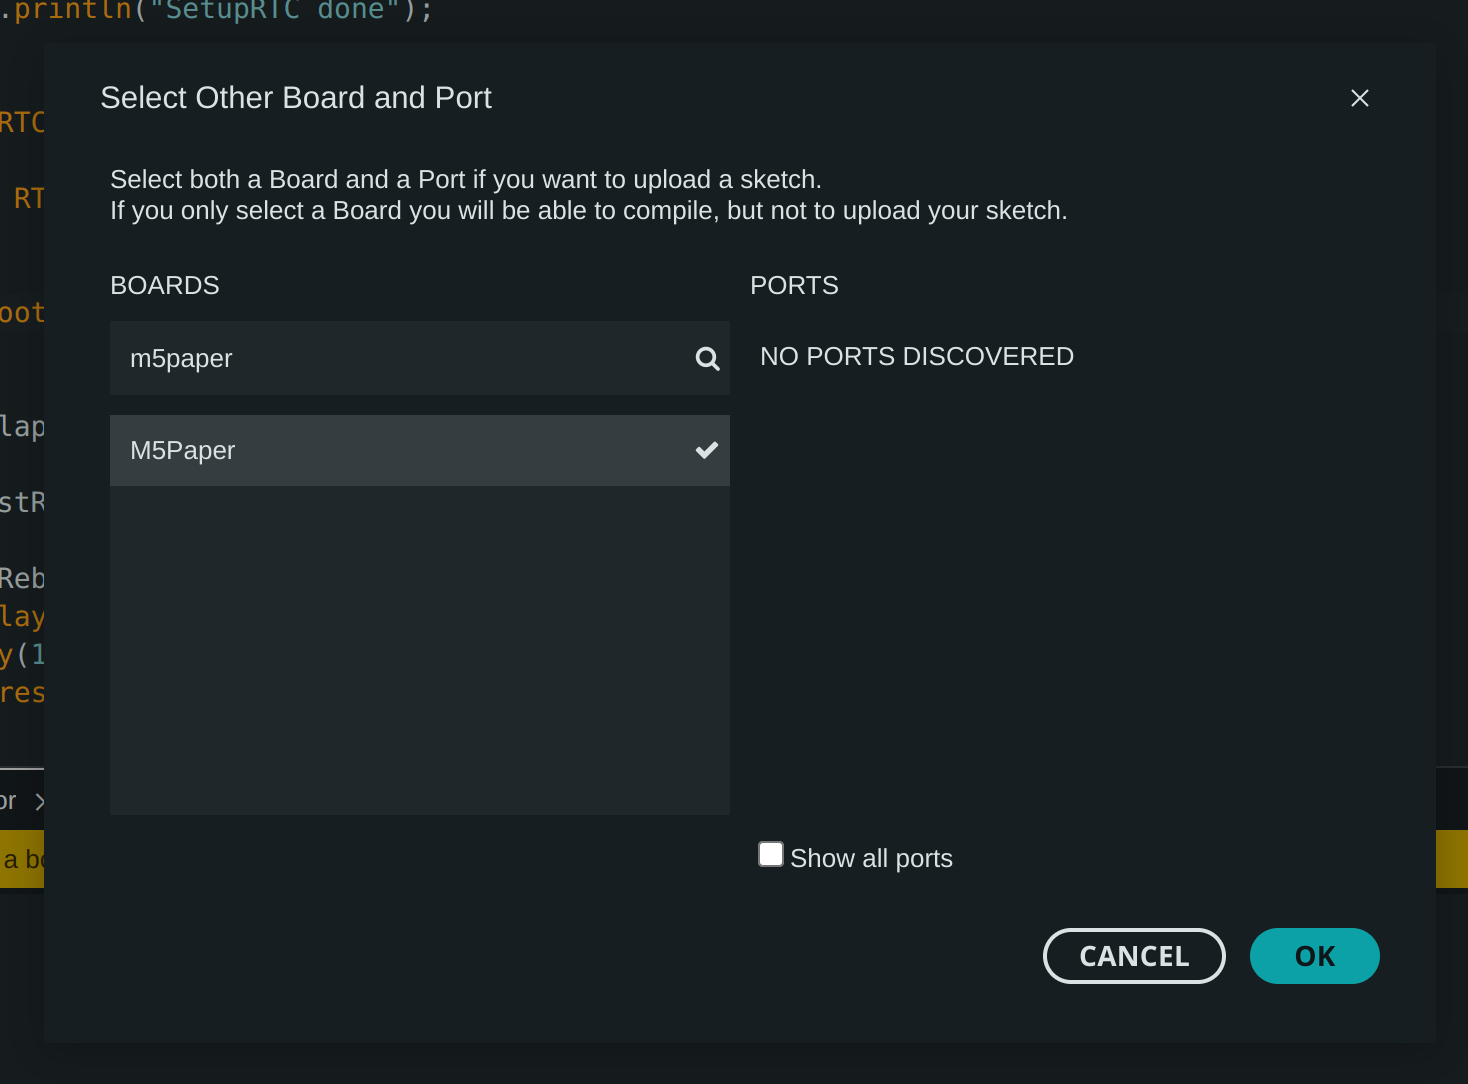 .println("SetupRTC done");
Select Other Board and Port
RTC
Select both a Board and a Port if you want to upload a sketch.
RT
If you only select a Board you will be able to compile, but not to upload your sketch.
BOARDS
PORTS
oot
m5paper
NO PORTS DISCOVERED
lap
M5Paper
stR
Reb
lay
y(1
res
or
a bo
Show all ports
CANCEL
OK